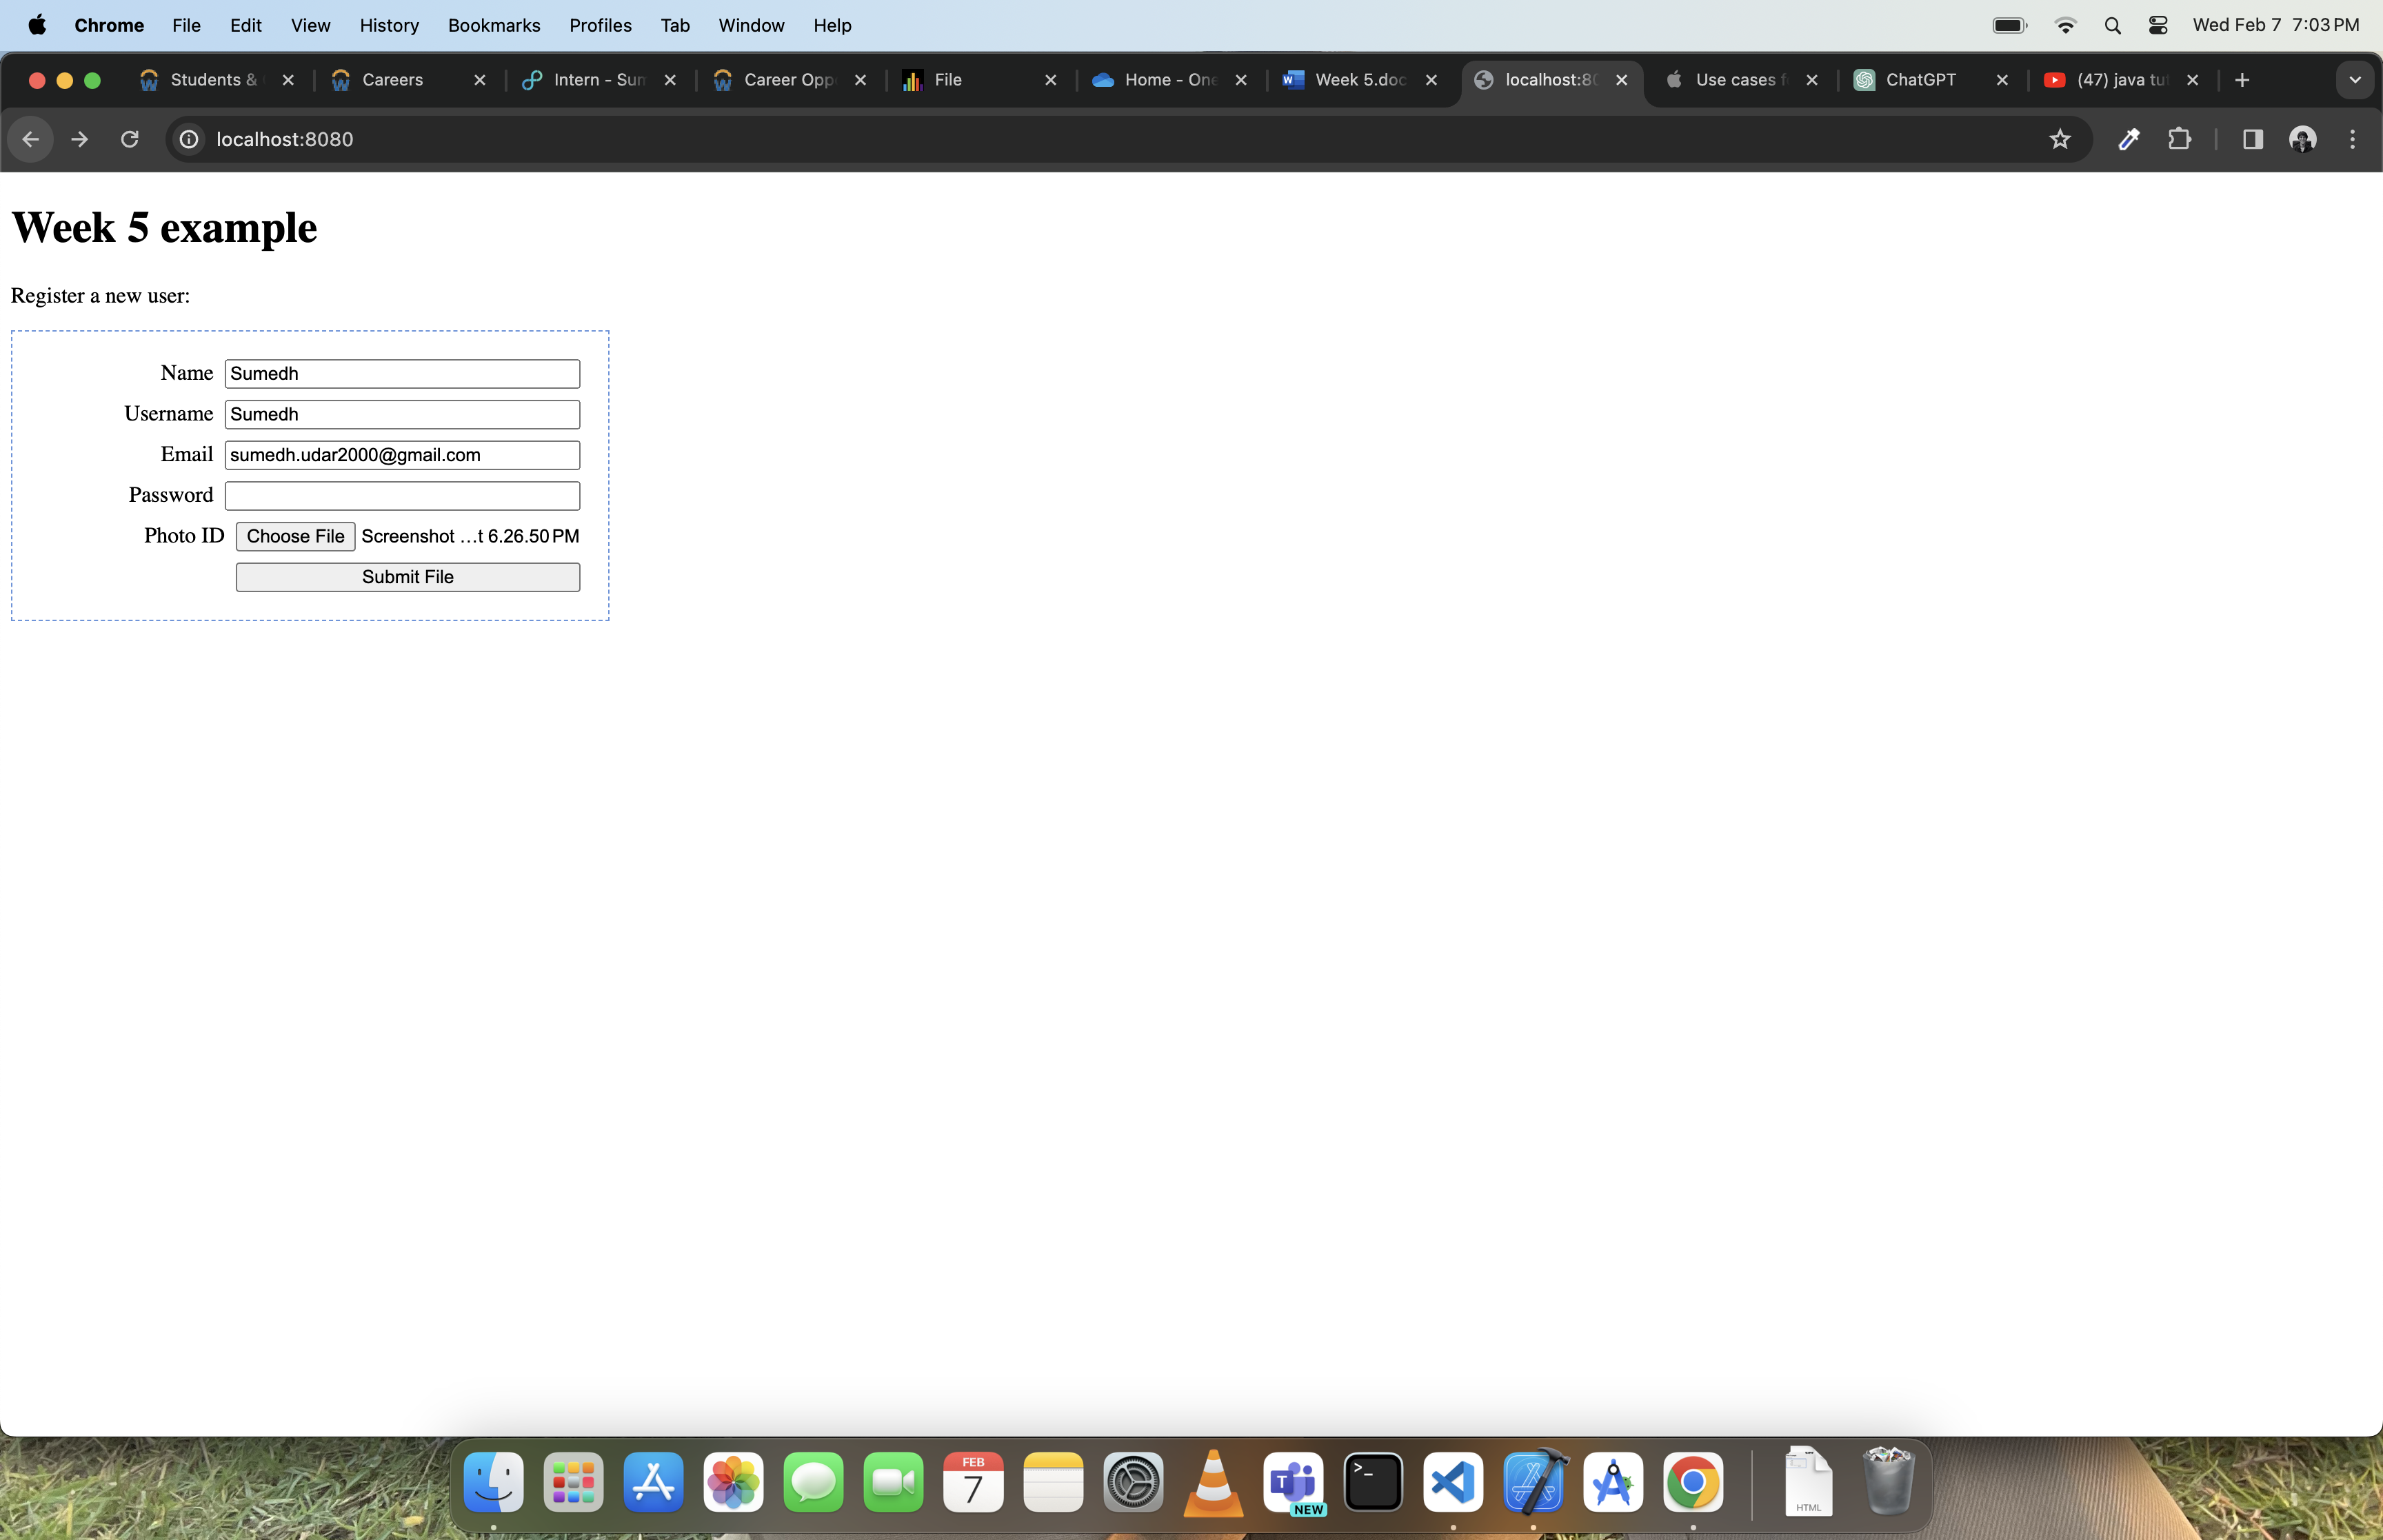 Chrome File Edit View History Bookmarks Profiles Tab Window Help Wed Feb 7 7:03 PM
Students & Careers Intern - Sum Career Opp File Home - One Week 5.doc localhost:80 Use cases f ChatGPT (47) java tut
localhost:8080
Week 5 example
Register a new user:
Name Sumedh
Username Sumedh
Email sumedh.udar2000@gmail.com
Password
Photo ID Choose File Screenshot ...t 6.26.50 PM
Submit File
FEB
7
NEW
HTML